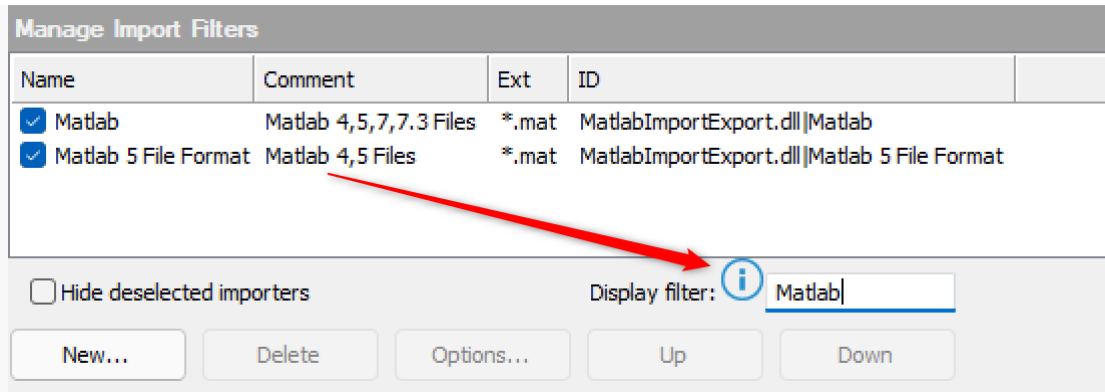 Manage Import Filters
Name Comment Ext ID
Matlab Matlab 4,5,7,7.3 Files *.mat MatlabImportExport.dll|Matlab
Matlab 5 File Format Matlab 4,5 Files *.mat MatlabImportExport.dll|Matlab 5 File Format
Hide deselected importers Display filter: i Matlab
New... Delete Options... Up Down